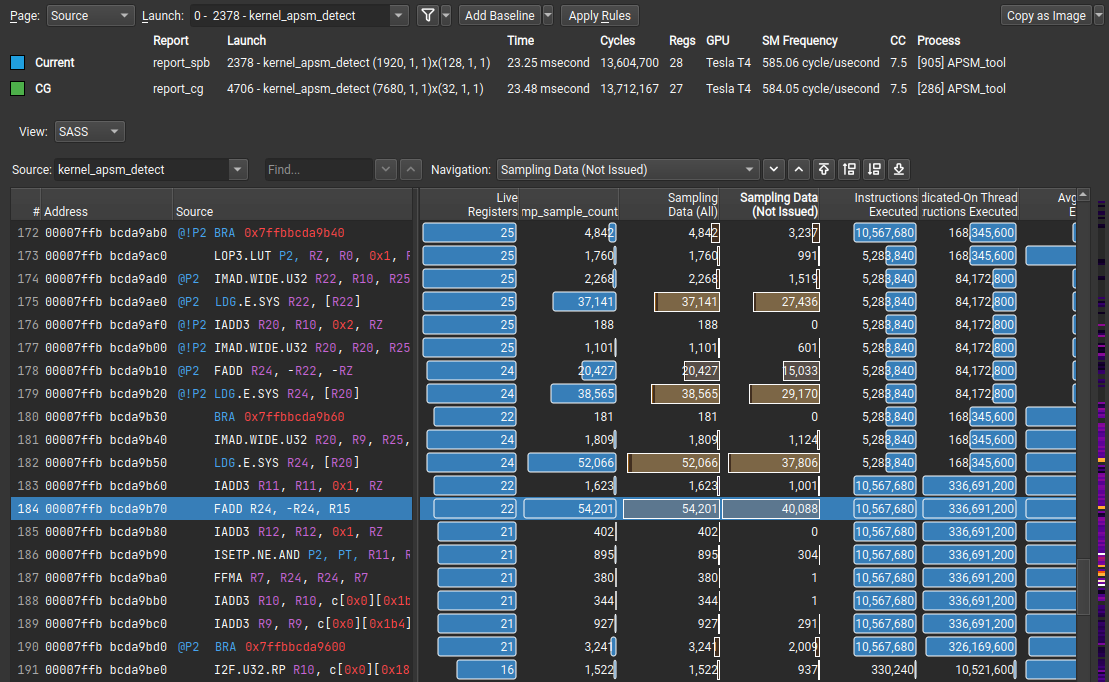 Page: Source Launch: 0 - 2378 - kernel_apsm_detect Add Baseline Apply Rules Copy as Image
Report Launch Time Cycles Regs GPU SM Frequency CC Process
Current report_spb 2378 - kernel_apsm_detect (1920, 1, 1)x(128, 1, 1) 23.25 msecond 13,604,700 28 Tesla T4 585.06 cycle/usecond 7.5 [905] APSM_tool
CG report_cg 4706 - kernel_apsm_detect (7680, 1, 1)x(32, 1, 1) 23.48 msecond 13,712,167 27 Tesla T4 584.05 cycle/usecond 7.5 [286] APSM_tool
View: SASS
Source: kernel_apsm_detect Find... Navigation: Sampling Data (Not Issued)
Live Sampling Sampling Data Instructions dicated-On Thread Avg
# Address Source Registers mp_sample_count Data (All) (Not Issued) Executed ructions Executed E
172 00007ffb bcda9ab0 @!P2 BRA 0x7ffbbcda9b40 25 4,842 4,842 3,237 10,567,680 168,345,600
173 00007ffb bcda9ac0 LOP3.LUT P2, RZ, R0, 0x1, F 25 1,760 1,760 991 5,283,840 168,345,600
174 00007ffb bcda9ad0 @P2 IMAD.WIDE.U32 R22, R10, R25 25 2,268 2,268 1,519 5,283,840 84,172,800
175 00007ffb bcda9ae0 @P2 LDG.E.SYS R22, [R22] 25 37,141 37,141 27,436 5,283,840 84,172,800
176 00007ffb bcda9af0 @!P2 IADD3 R20, R10, 0x2, RZ 25 188 188 0 5,283,840 84,172,800
177 00007ffb bcda9b00 @!P2 IMAD.WIDE.U32 R20, R20, R25 25 1,101 1,101 601 5,283,840 84,172,800
178 00007ffb bcda9b10 @P2 FADD R24, -R22, -RZ 24 20,427 20,427 15,033 5,283,840 84,172,800
179 00007ffb bcda9b20 @!P2 LDG.E.SYS R24, [R20] 24 38,565 38,565 29,170 5,283,840 84,172,800
180 00007ffb bcda9b30 BRA 0x7ffbbcda9b60 22 181 181 0 5,283,840 168,345,600
181 00007ffb bcda9b40 IMAD.WIDE.U32 R20, R9, R25, 24 1,809 1,809 1,124 5,283,840 168,345,600
182 00007ffb bcda9b50 LDG.E.SYS R24, [R20] 24 52,066 52,066 37,806 5,283,840 168,345,600
183 00007ffb bcda9b60 IADD3 R11, R11, 0x1, RZ 22 1,623 1,623 1,001 10,567,680 336,691,200
184 00007ffb bcda9b70 FADD R24, -R24, R15 22 54,201 54,201 40,088 10,567,680 336,691,200
185 00007ffb bcda9b80 IADD3 R12, R12, 0x1, RZ 21 402 402 0 10,567,680 336,691,200
186 00007ffb bcda9b90 ISETP.NE.AND P2, PT, R11, R 21 895 895 304 10,567,680 336,691,200
187 00007ffb bcda9ba0 FFMA R7, R24, R24, R7 21 380 380 1 10,567,680 336,691,200
188 00007ffb bcda9bb0 IADD3 R10, R10, c[0x0][0x1b 21 344 344 1 10,567,680 336,691,200
189 00007ffb bcda9bc0 IADD3 R9, R9, c[0x0][0x1b4] 21 927 927 291 10,567,680 336,691,200
190 00007ffb bcda9bd0 @P2 BRA 0x7ffbbcda9600 21 3,241 3,241 2,009 10,567,680 326,169,600
191 00007ffb bcda9be0 I2F.U32.RP R10, c[0x0][0x18 16 1,522 1,522 937 330,240 10,521,600